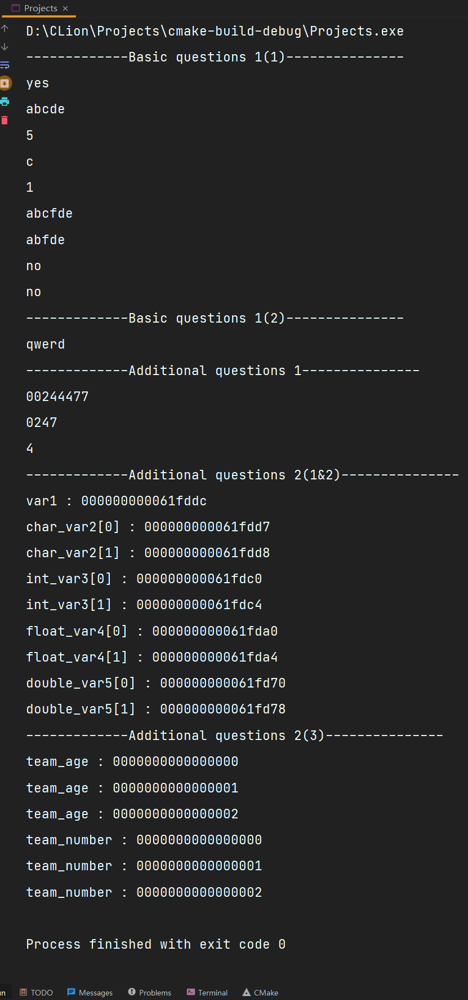 Projects
D:\CLion\Projects\cmake-build-debug\Projects.exe
-------------Basic questions 1(1)---------------
yes
abcde
5
c
1
abcfde
abfde
no
no
-------------Basic questions 1(2)---------------
qwerd
-------------Additional questions 1---------------
00244477
0247
4
-------------Additional questions 2(1&2)---------------
var1 : 000000000061fddc
char_var2[0] : 000000000061fdd7
char_var2[1] : 000000000061fdd8
int_var3[0] : 000000000061fdc0
int_var3[1] : 000000000061fdc4
float_var4[0] : 000000000061fda0
float_var4[1] : 000000000061fda4
double_var5[0] : 000000000061fd70
double_var5[1] : 000000000061fd78
-------------Additional questions 2(3)---------------
team_age : 0000000000000000
team_age : 0000000000000001
team_age : 0000000000000002
team_number : 0000000000000000
team_number : 0000000000000001
team_number : 0000000000000002
Process finished with exit code 0
TODO Messages Problems Terminal CMake